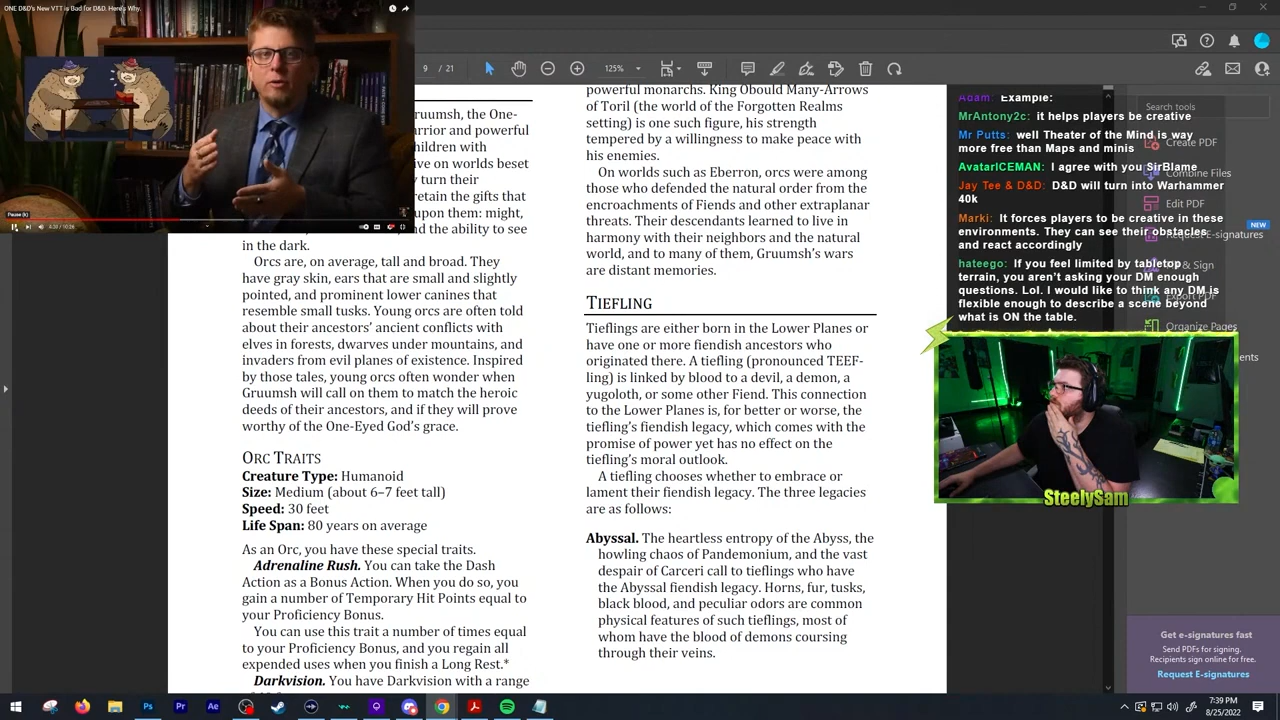 ONE D&D's New VTT is Bad for D&D. Here's Why.
Pause (k)
9 / 21
125%
ruumsh, the One-
arrior and powerful
hildren with
ive on worlds beset
y turn their
retain the gifts that
upon them: might,
nd the ability to see
in the dark.
Orcs are, on average, tall and broad. They
have gray skin, ears that are small and slightly
pointed, and prominent lower canines that
resemble small tusks. Young orcs are often told
about their ancestors' ancient conflicts with
elves in forests, dwarves under mountains, and
invaders from evil planes of existence. Inspired
by those tales, young orcs often wonder when
Gruumsh will call on them to match the heroic
deeds of their ancestors, and if they will prove
worthy of the One-Eyed God's grace.
ORC TRAITS
Creature Type: Humanoid
Size: Medium (about 6–7 feet tall)
Speed: 30 feet
Life Span: 80 years on average
As an Orc, you have these special traits.
Adrenaline Rush. You can take the Dash
Action as a Bonus Action. When you do so, you
gain a number of Temporary Hit Points equal to
your Proficiency Bonus.
You can use this trait a number of times equal
to your Proficiency Bonus, and you regain all
expended uses when you finish a Long Rest.*
Darkvision. You have Darkvision with a range
powerful monarchs. King Obould Many-Arrows
of Toril (the world of the Forgotten Realms
setting) is one such figure, his strength
tempered by a willingness to make peace with
his enemies.
On worlds such as Eberron, orcs were among
those who defended the natural order from the
encroachments of Fiends and other extraplanar
threats. Their descendants learned to live in
harmony with their neighbors and the natural
world, and to many of them, Gruumsh's wars
are distant memories.
TIEFLING
Tieflings are either born in the Lower Planes or
have one or more fiendish ancestors who
originated there. A tiefling (pronounced TEEF-
ling) is linked by blood to a devil, a demon, a
yugoloth, or some other Fiend. This connection
to the Lower Planes is, for better or worse, the
tiefling's fiendish legacy, which comes with the
promise of power yet has no effect on the
tiefling's moral outlook.
A tiefling chooses whether to embrace or
lament their fiendish legacy. The three legacies
are as follows:
Abyssal. The heartless entropy of the Abyss, the
howling chaos of Pandemonium, and the vast
despair of Carceri call to tieflings who have
the Abyssal fiendish legacy. Horns, fur, tusks,
black blood, and peculiar odors are common
physical features of such tieflings, most of
whom have the blood of demons coursing
through their veins.
Adam: Example:
MrAntony2c: it helps players be creative
Mr Putts: well Theater of the Mind is way
more free than Maps and minis
AvatarICEMAN: I agree with you SirBlame
Jay Tee & D&D: D&D will turn into Warhammer
40k
Marki: It forces players to be creative in these
environments. They can see their obstacles
and react accordingly
hateego: If you feel limited by tabletop
terrain, you aren't asking your DM enough
questions. Lol. I would like to think any DM is
flexible enough to describe a scene beyond
what is ON the table.
Search tools
Create PDF
Combine Files
Edit PDF
NEW
Request E-signatures
& Sign
Export PDF
Organize Pages
ents
SteelySam
Get e-signatures fast
Send PDFs for signing.
Recipients sign online for free.
Request E-signatures
7:39 PM
8/25/2022